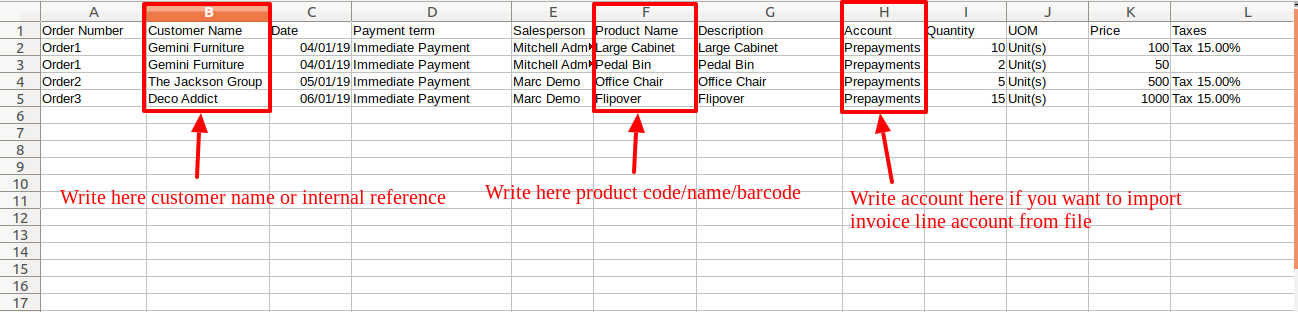 A B C D E F G H I J K L
1 Order Number Customer Name Date Payment term Salesperson Product Name Description Account Quantity UOM Price Taxes
2 Order1 Gemini Furniture 04/01/19 Immediate Payment Mitchell Adm Large Cabinet Large Cabinet Prepayments 10 Unit(s) 100 Tax 15.00%
3 Order1 Gemini Furniture 04/01/19 Immediate Payment Mitchell Adm Pedal Bin Pedal Bin Prepayments 2 Unit(s) 50
4 Order2 The Jackson Group 05/01/19 Immediate Payment Marc Demo Office Chair Office Chair Prepayments 5 Unit(s) 500 Tax 15.00%
5 Order3 Deco Addict 06/01/19 Immediate Payment Marc Demo Flipover Flipover Prepayments 15 Unit(s) 1000 Tax 15.00%
6
7
8
9
10
11
12
13
14
15
16
17
Write here customer name or internal reference
Write here product code/name/barcode
Write account here if you want to import
invoice line account from file